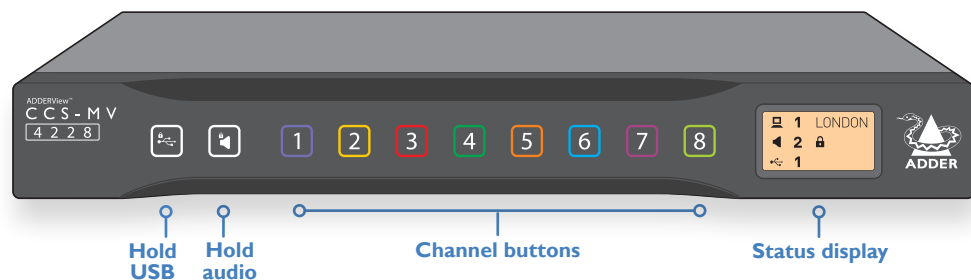 ADDERView™
CCS-MV
4228
1 2 3 4 5 6 7 8
1 LONDON
2
1
ADDER
Hold USB
Hold audio
Channel buttons
Status display